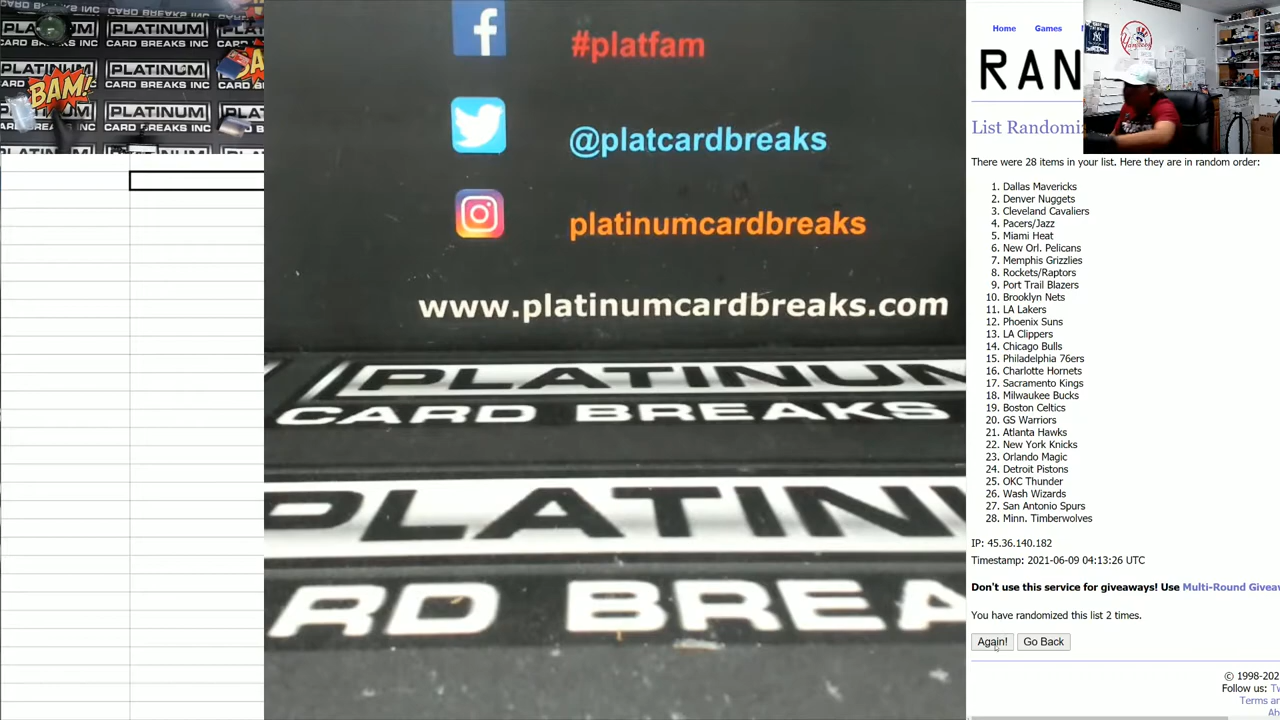 PLATINUM
CARD BREAKS INC
BAM!
#platfam
@platcardbreaks
platinumcardbreaks
www.platinumcardbreaks.com
PLATINUM
CARD BREAKS
PLATIN
RD BREA
Home Games
RAN
List Randomi
There were 28 items in your list. Here they are in random order:
1. Dallas Mavericks
2. Denver Nuggets
3. Cleveland Cavaliers
4. Pacers/Jazz
5. Miami Heat
6. New Orl. Pelicans
7. Memphis Grizzlies
8. Rockets/Raptors
9. Port Trail Blazers
10. Brooklyn Nets
11. LA Lakers
12. Phoenix Suns
13. LA Clippers
14. Chicago Bulls
15. Philadelphia 76ers
16. Charlotte Hornets
17. Sacramento Kings
18. Milwaukee Bucks
19. Boston Celtics
20. GS Warriors
21. Atlanta Hawks
22. New York Knicks
23. Orlando Magic
24. Detroit Pistons
25. OKC Thunder
26. Wash Wizards
27. San Antonio Spurs
28. Minn. Timberwolves
IP: 45.36.140.182
Timestamp: 2021-06-09 04:13:26 UTC
Don't use this service for giveaways! Use Multi-Round Giveav
You have randomized this list 2 times.
Again! Go Back
© 1998-202
Follow us: Tw
Terms an
Ab